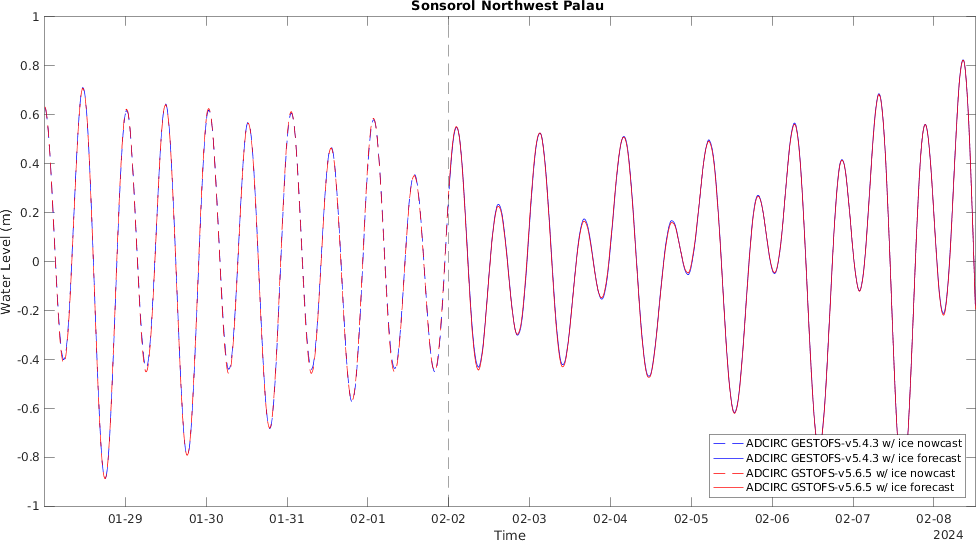 Sonsorol Northwest Palau
1
0.8
0.6
0.4
0.2
0
-0.2
-0.4
-0.6
-0.8
-1
Water Level (m)
ADCIRC GESTOFS-v5.4.3 w/ ice nowcast
ADCIRC GESTOFS-v5.4.3 w/ ice forecast
ADCIRC GSTOFS-v5.6.5 w/ ice nowcast
ADCIRC GSTOFS-v5.6.5 w/ ice forecast
01-29 01-30 01-31 02-01 02-02 02-03 02-04 02-05 02-06 02-07 02-08
Time
2024